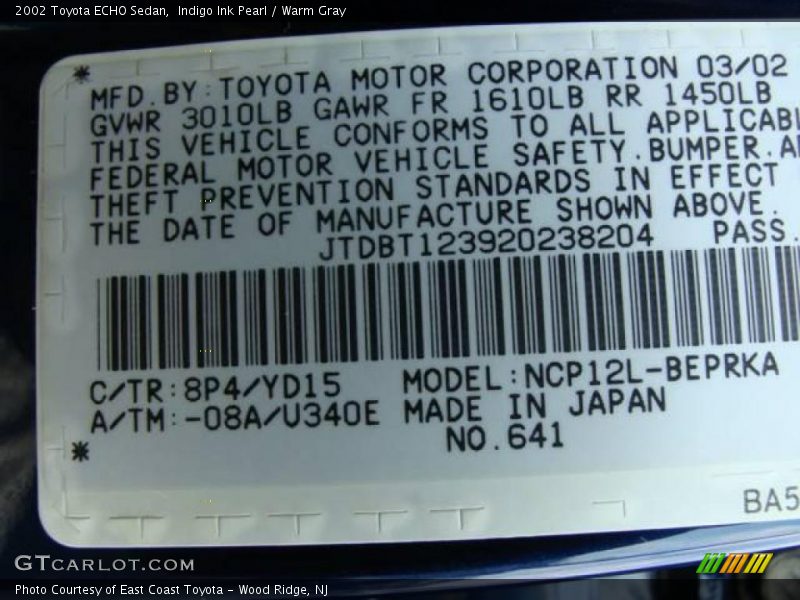 2002 Toyota ECHO Sedan,  Indigo Ink Pearl / Warm Gray
MFD.BY:TOYOTA MOTOR CORPORATION 03/02
GVWR 3010LB GAWR FR 1610LB RR 1450LB
THIS VEHICLE CONFORMS TO ALL APPLICABL
FEDERAL MOTOR VEHICLE SAFETY.BUMPER.A
THEFT PREVENTION STANDARDS IN EFFECT
THE DATE OF MANUFACTURE SHOWN ABOVE.
JTDBT123920238204 PASS.
C/TR:8P4/YD15 MODEL:NCP12L-BEPRKA
A/TM:-08A/U340E MADE IN JAPAN
NO.641
BA5
GTCARLOT.COM
Photo Courtesy of East Coast Toyota - Wood Ridge, NJ